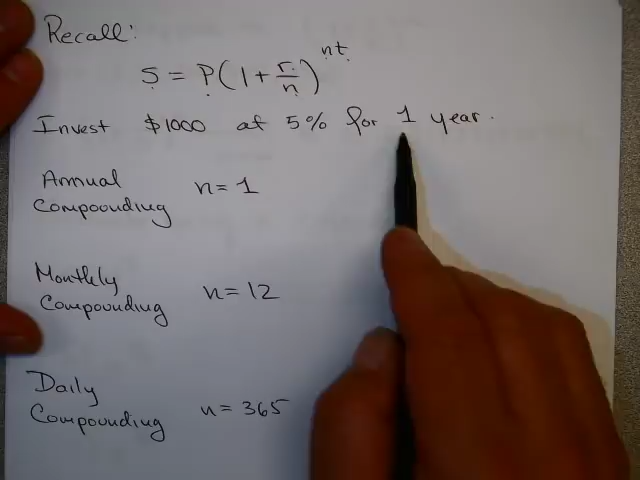 Recall:
S = P(1 + r/n)^nt
Invest $1000 at 5% for 1 year.
Annual
Compounding n = 1
Monthly
Compounding n = 12
Daily
Compounding n = 365